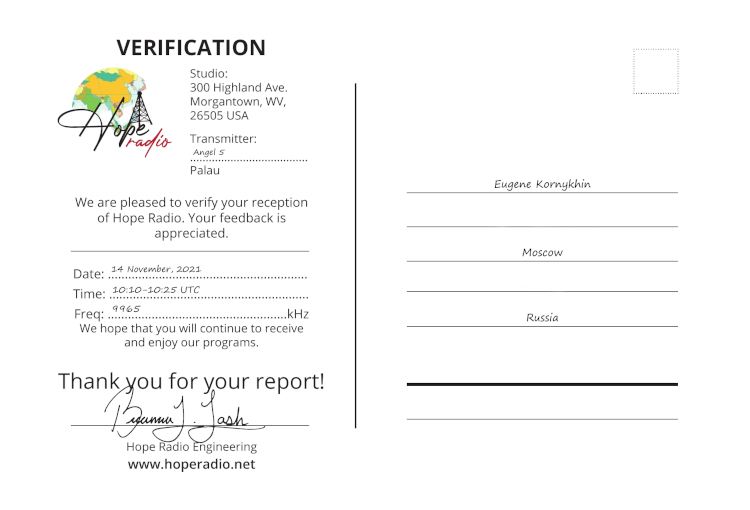 VERIFICATION
Hope
radio
Studio:
300 Highland Ave.
Morgantown, WV,
26505 USA
Transmitter:
Angel 5
Palau
We are pleased to verify your reception
of Hope Radio. Your feedback is
appreciated.
Date: 14 November, 2021
Time: 10:10-10:25 UTC
Freq: 9965 kHz
We hope that you will continue to receive
and enjoy our programs.
Thank you for your report!
Hope Radio Engineering
www.hoperadio.net
Eugene Kornykhin
Moscow
Russia